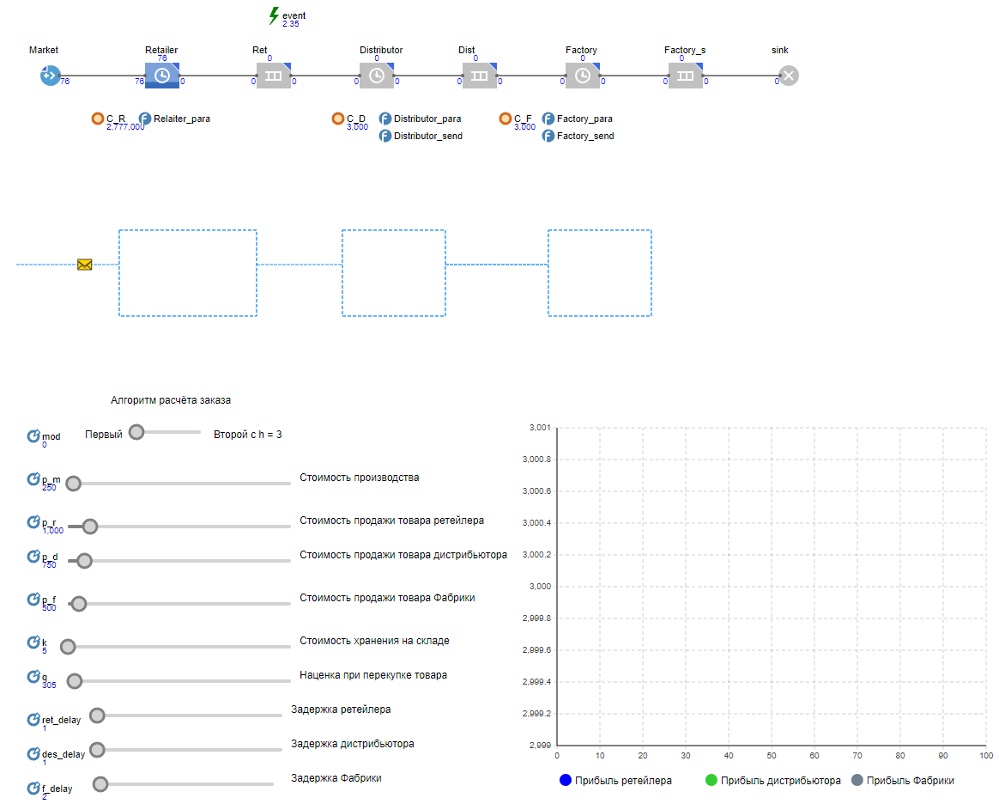 event
2.35
Market
Retailer
Ret
Distributor
Dist
Factory
Factory_s
sink
76
0
0
0
0
0
76
76
0
0
0
0
0
0
0
0
0
0
0
0
C_R
Relaiter_para
C_D
Distributor_para
C_F
Factory_para
2,777,000
3,000
3,000
Distributor_send
Factory_send
Алгоритм расчёта заказа
mod
0
Первый
Второй с h = 3
p_m
250
Стоимость производства
p_r
1,000
Стоимость продажи товара ретейлера
p_d
750
Стоимость продажи товара дистрибьютора
p_f
500
Стоимость продажи товара Фабрики
k
5
Стоимость хранения на складе
g
305
Наценка при перекупке товара
ret_delay
1
Задержка ретейлера
des_delay
1
Задержка дистрибьютора
f_delay
2
Задержка Фабрики
3,001
3,000.8
3,000.6
3,000.4
3,000.2
3,000
2,999.8
2,999.6
2,999.4
2,999.2
2,999
0 10 20 30 40 50 60 70 80 90 100
Прибыль ретейлера
Прибыль дистрибьютора
Прибыль Фабрики